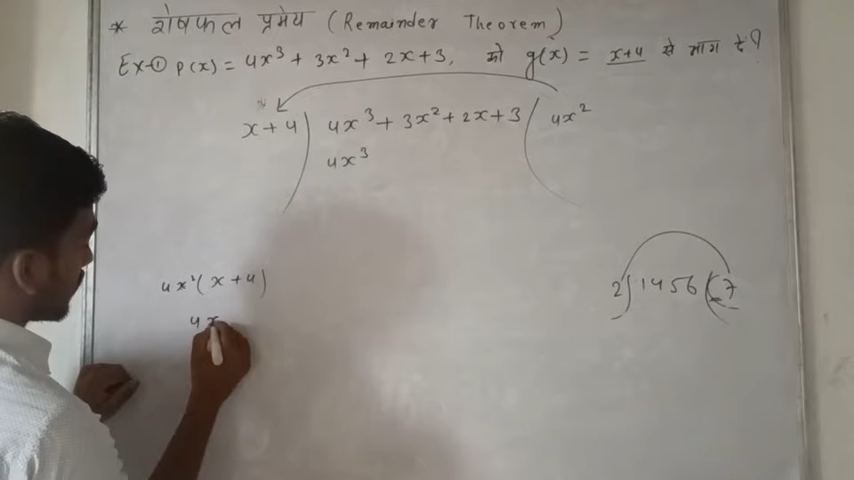 * शेषफल प्रमेय (Remainder Theorem)
Ex-① p(x) = 4x³ + 3x² + 2x + 3, को g(x) = x+4 से भाग दें?
x + 4 ) 4x³ + 3x² + 2x + 3 ( 4x²
4x³
4x²( x + 4 )
2 ) 1456 ( 7
4x